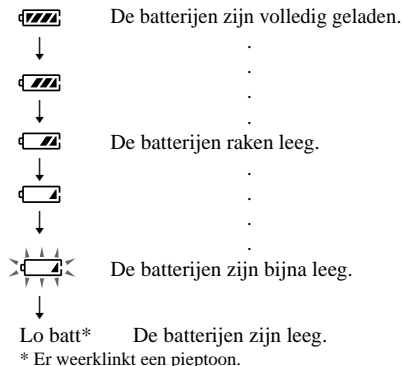 De batterijen zijn volledig geladen.
.
.
.
.
De batterijen raken leeg.
.
.
.
.
De batterijen zijn bijna leeg.
Lo batt* De batterijen zijn leeg.
* Er weerklinkt een pieptoon.